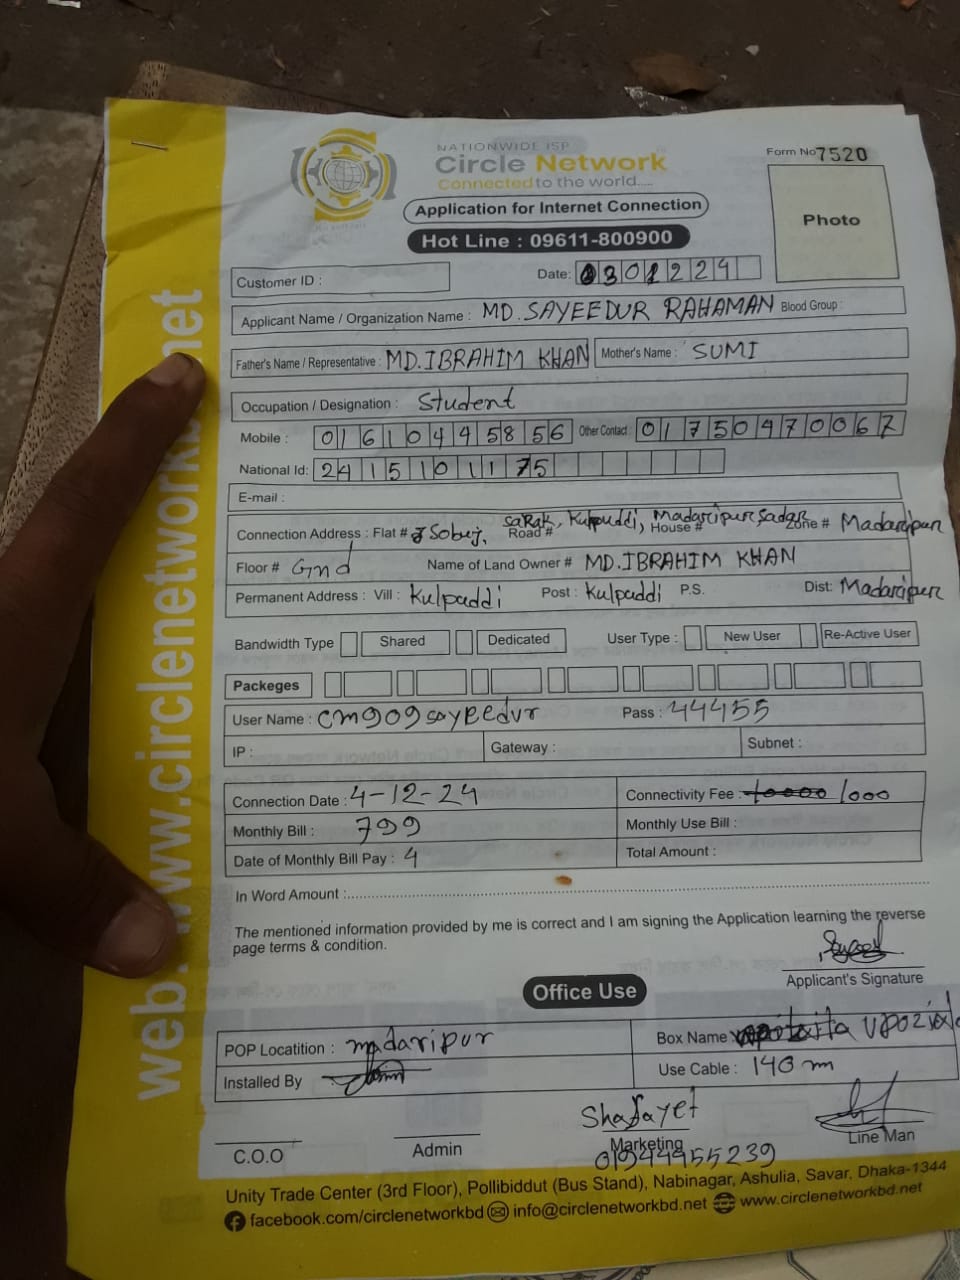 NATIONWIDE ISP
Circle Network
Connected to the world.....
Form No 7520
Photo
Application for Internet Connection
Hot Line : 09611-800900
Customer ID :
Date: 03012 24
Applicant Name / Organization Name : MD. SAYEEDUR RAHAMAN Blood Group :
Father's Name / Representative : MD. IBRAHIM KHAN Mother's Name : SUMI
Occupation / Designation : Student
Mobile : 01610445856 Other Contact : 01750470067
National Id: 2415101175
E-mail :
Connection Address : Flat # Sobuj, Road # saRak, Kulpuddi, House # Madaripur sadar Zone # Madaripur
Floor # Gnd Name of Land Owner # MD. IBRAHIM KHAN
Permanent Address : Vill : Kulpaddi Post : Kulpaddi P.S. Dist: Madaripur
Bandwidth Type Shared Dedicated User Type : New User Re-Active User
Packeges
User Name : cm909sayeedur Pass : 44455
IP : Gateway : Subnet :
Connection Date : 4-12-24 Connectivity Fee : 1000
Monthly Bill : 799 Monthly Use Bill :
Date of Monthly Bill Pay : 4 Total Amount :
In Word Amount :
The mentioned information provided by me is correct and I am signing the Application learning the reverse
page terms & condition.
Sayeed
Applicant's Signature
Office Use
POP Locatition : madaripur Box Name :
Installed By Use Cable : 140 m
Shafayet
C.O.O Admin Marketing Line Man
01944455239
Unity Trade Center (3rd Floor), Pollibiddut (Bus Stand), Nabinagar, Ashulia, Savar, Dhaka-1344
facebook.com/circlenetworkbd info@circlenetworkbd.net www.circlenetworkbd.net
web: www.circlenetworkbd.net